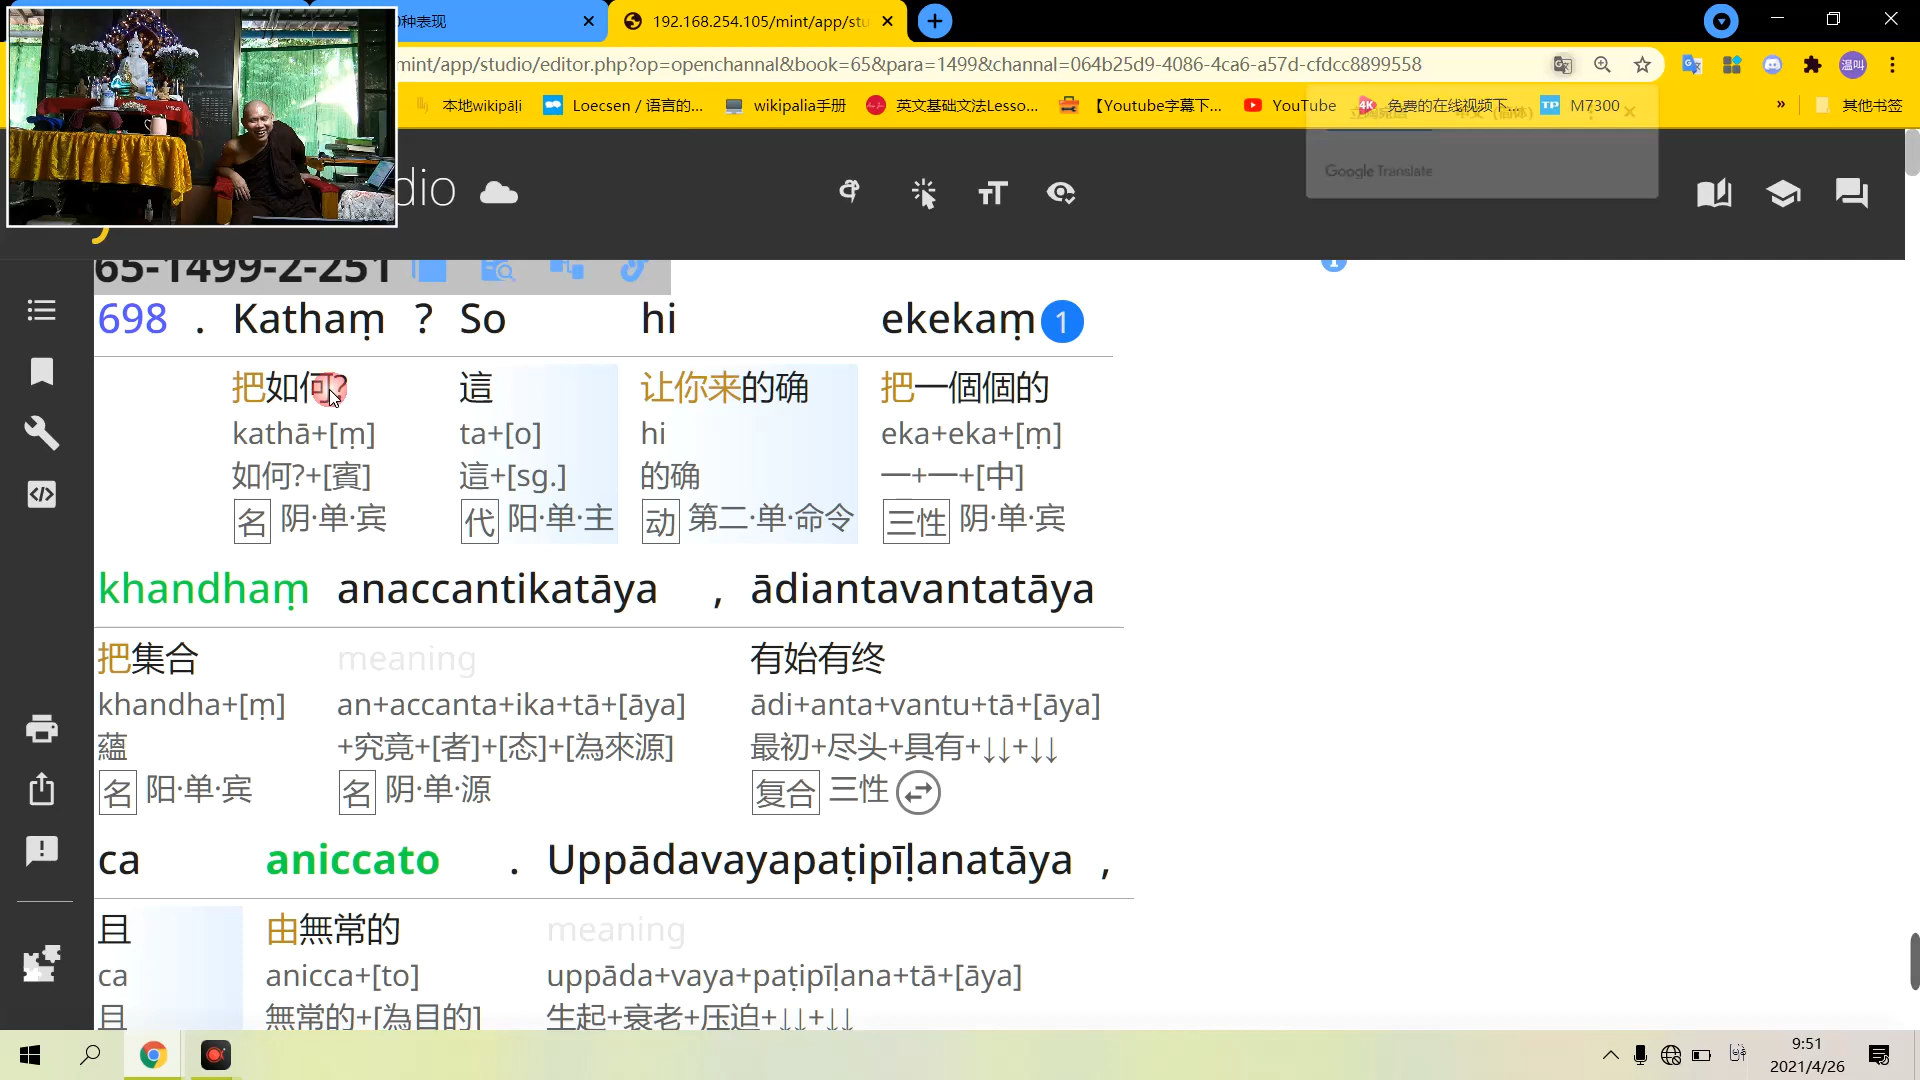 种表现
192.168.254.105/mint/app/stu
mint/app/studio/editor.php?op=openchannal&book=65&para=1499&channal=064b25d9-4086-4ca6-a57d-cfdcc8899558
本地wikipāḷi Loecsen / 语言的... wikipalia手册 英文基础文法Lesso... 【Youtube字幕下... YouTube 免费的在线视频下... M7300 » 其他书签
Google Translate
dio
65-1499-2-251
698 . Kathaṃ ? So hi ekekaṃ 1
把如何? 這 让你来的确 把一個個的
kathā+[ṃ] ta+[o] hi eka+eka+[ṃ]
如何?+[賓] 這+[sg.] 的确 一+一+[中]
名 阴·单·宾 代 阳·单·主 动 第二·单·命令 三性 阴·单·宾
khandhaṃ anaccantikatāya , ādiantavantatāya
把集合 meaning 有始有终
khandha+[ṃ] an+accanta+ika+tā+[āya] ādi+anta+vantu+tā+[āya]
蘊 +究竟+[者]+[态]+[為來源] 最初+尽头+具有+↓↓+↓↓
名 阳·单·宾 名 阴·单·源 复合 三性
ca aniccato . Uppādavayapaṭipīḷanatāya ,
且 由無常的 meaning
ca anicca+[to] uppāda+vaya+paṭipīḷana+tā+[āya]
且 無常的+[為目的] 生起+衰老+压迫+↓↓+↓↓
9:51
2021/4/26